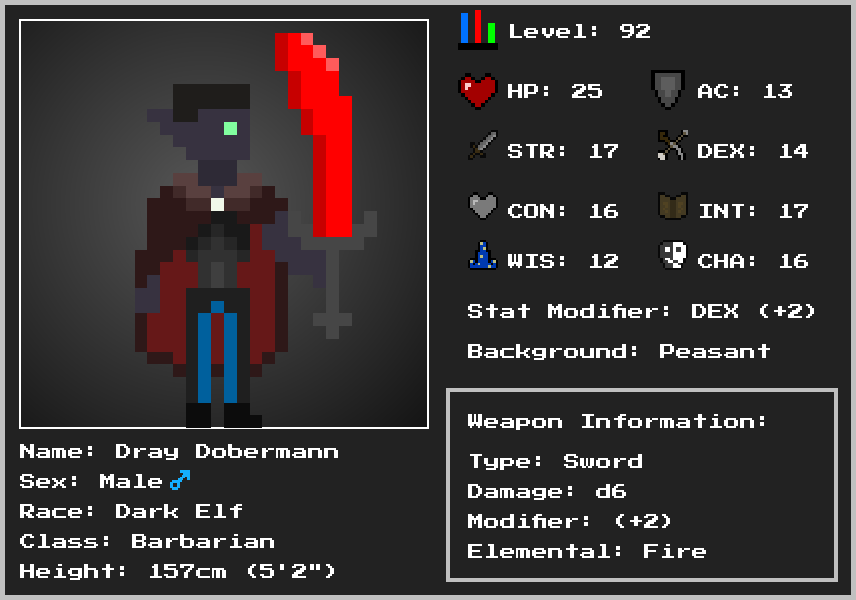 Level: 92
HP: 25 AC: 13
STR: 17 DEX: 14
CON: 16 INT: 17
WIS: 12 CHA: 16
Stat Modifier: DEX (+2)
Background: Peasant
Weapon Information:
Type: Sword
Damage: d6
Modifier: (+2)
Elemental: Fire
Name: Dray Dobermann
Sex: Male♂
Race: Dark Elf
Class: Barbarian
Height: 157cm (5'2")